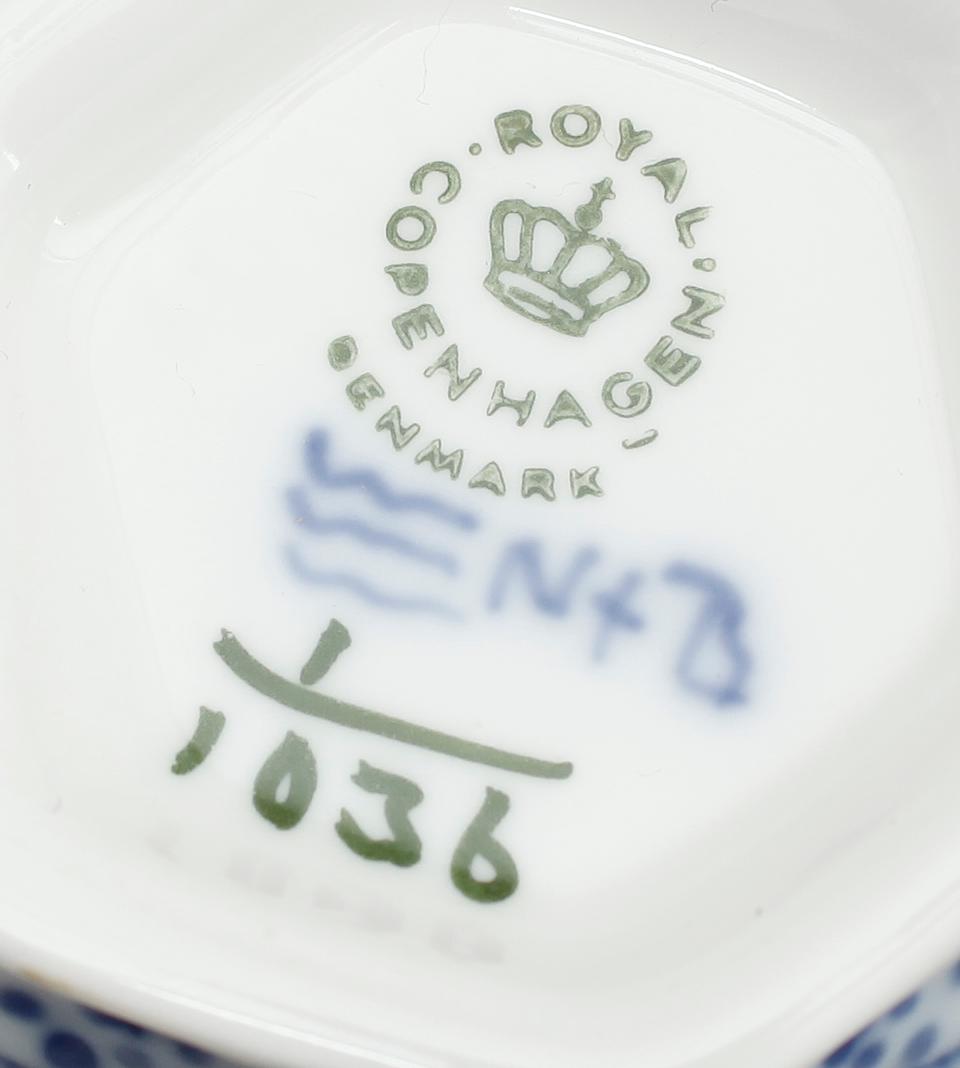 ROYAL
COPENHAGEN
DENMARK
N+B
1
1036